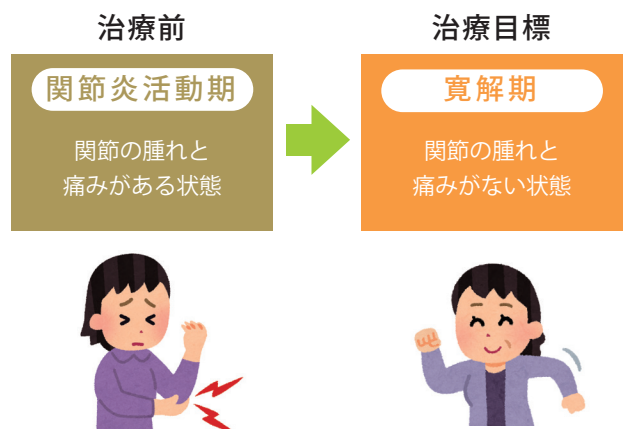 治療前
関節炎活動期
関節の腫れと
痛みがある状態
治療目標
寛解期
関節の腫れと
痛みがない状態